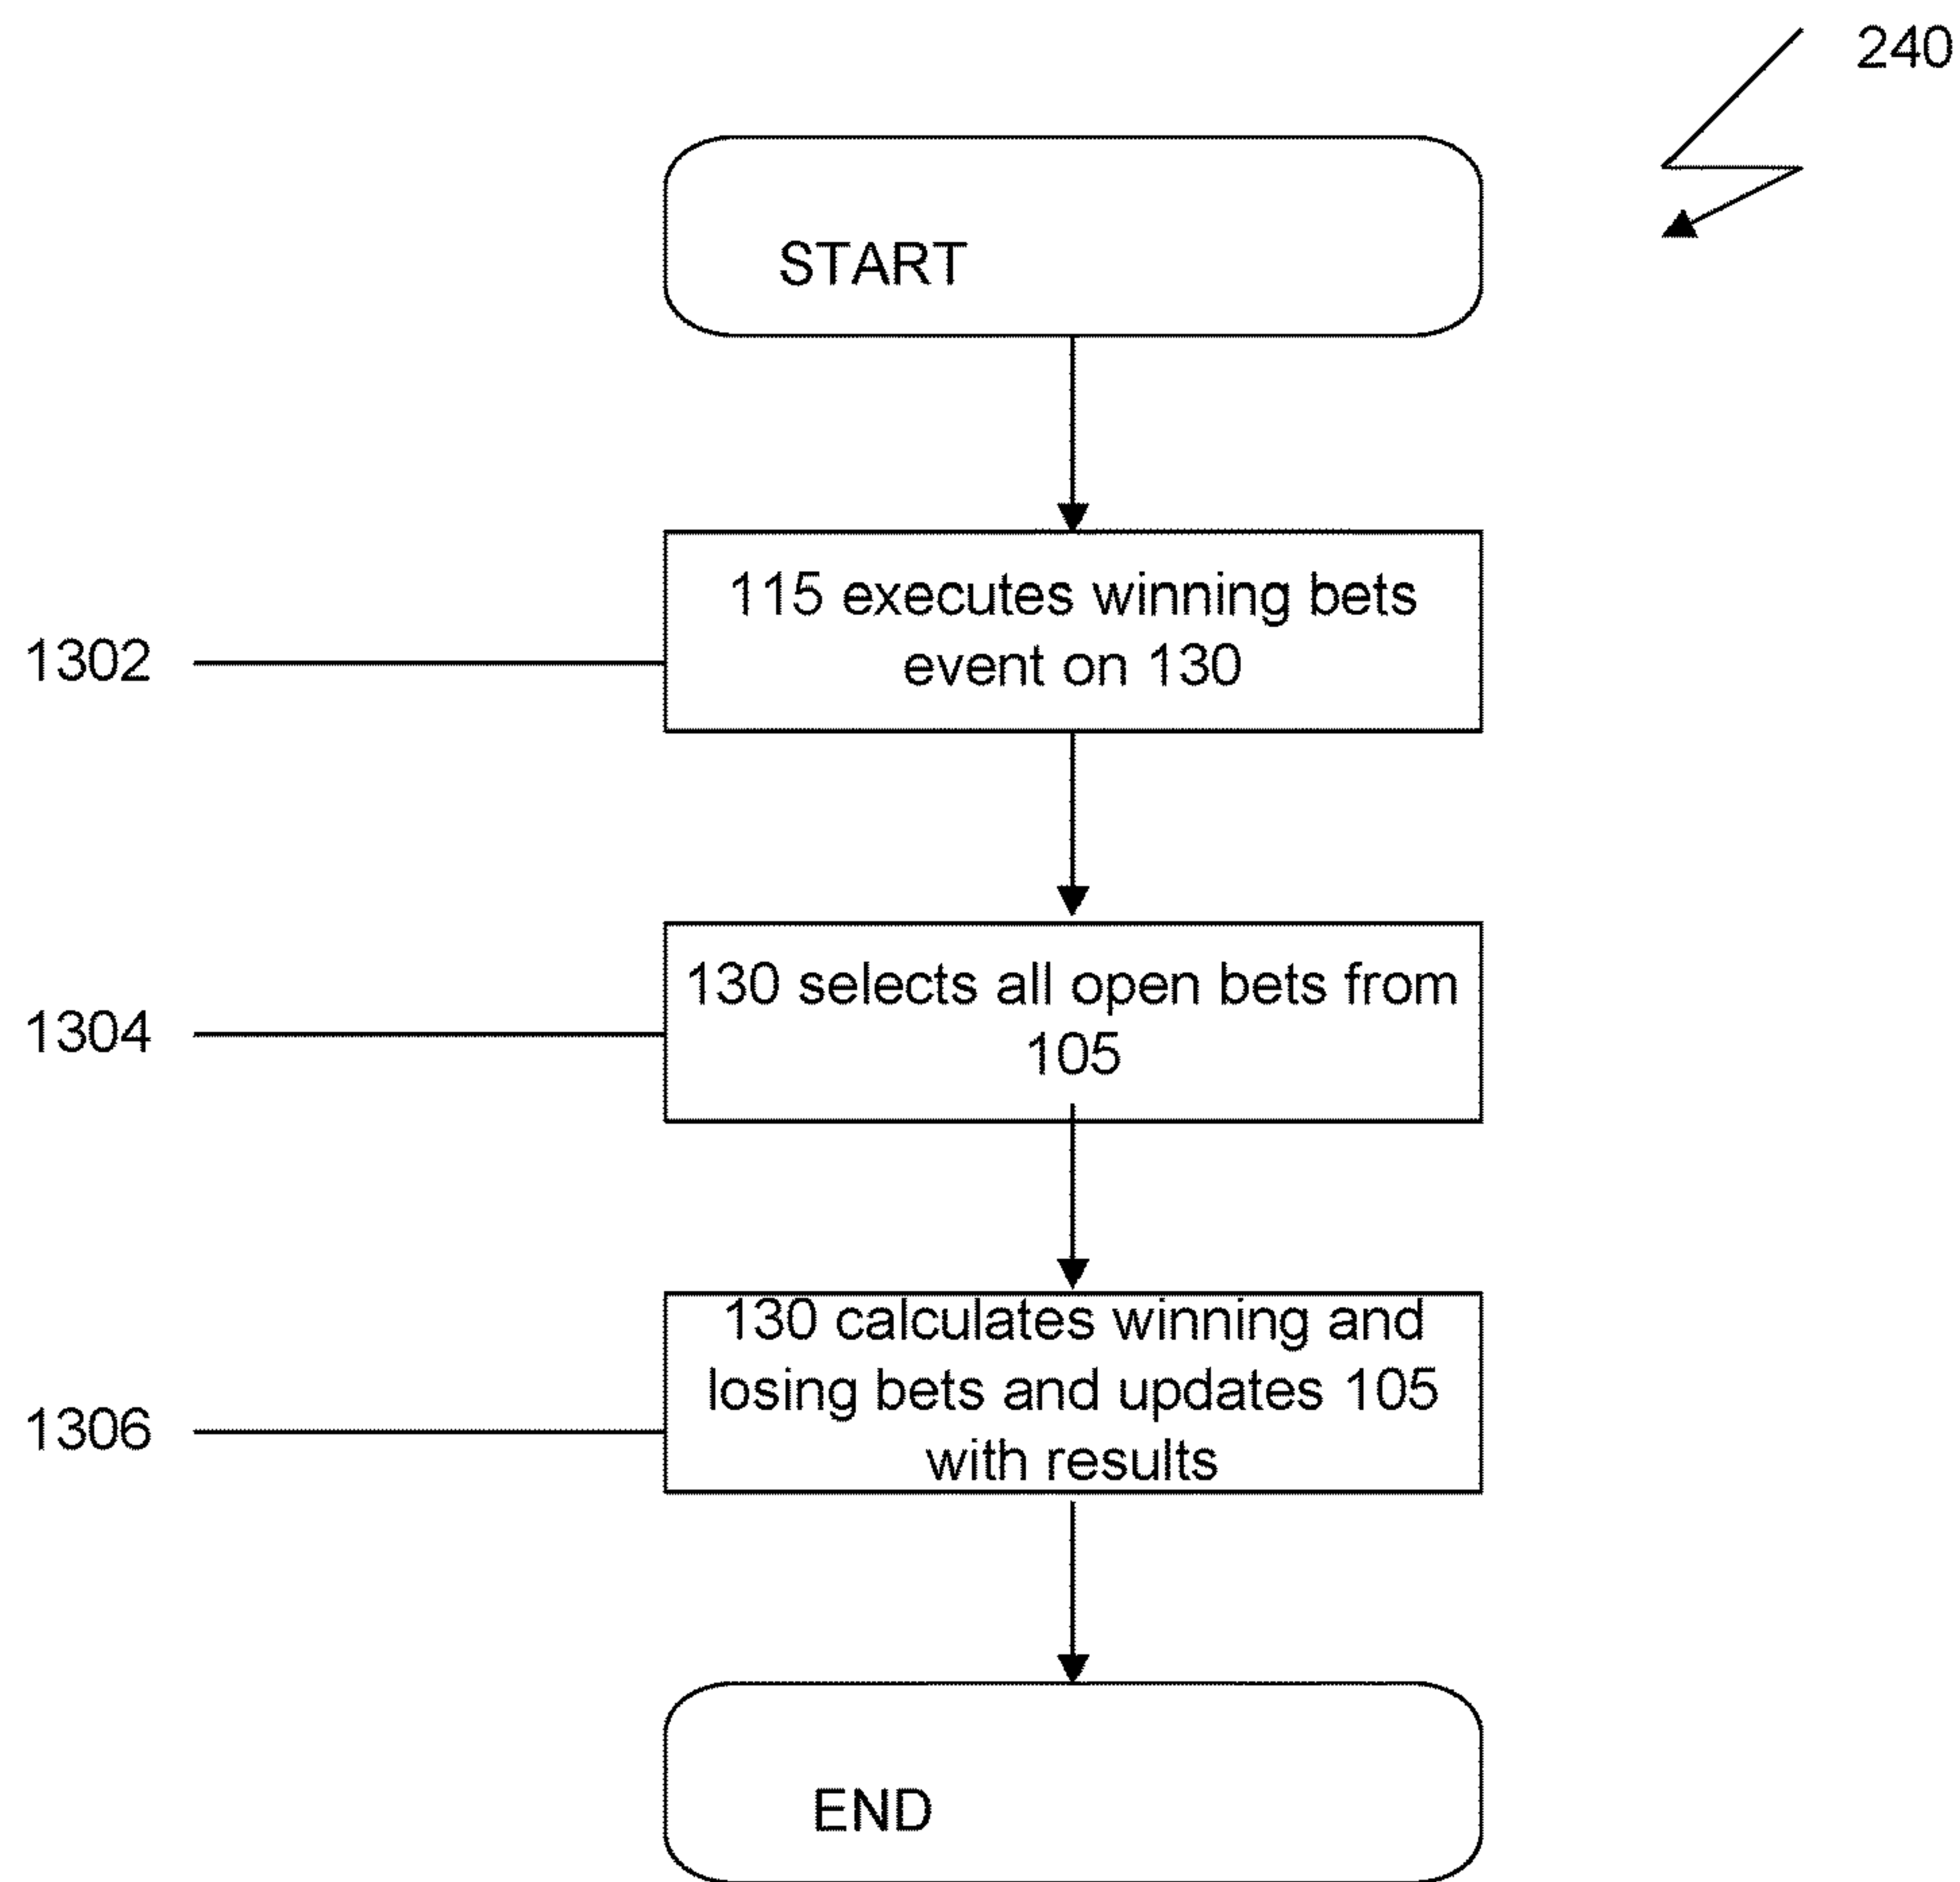 240
START
115 executes winning bets
event on 130
1302
130 selects all open bets from
105
1304
130 calculates winning and
losing bets and updates 105
with results
1306
END